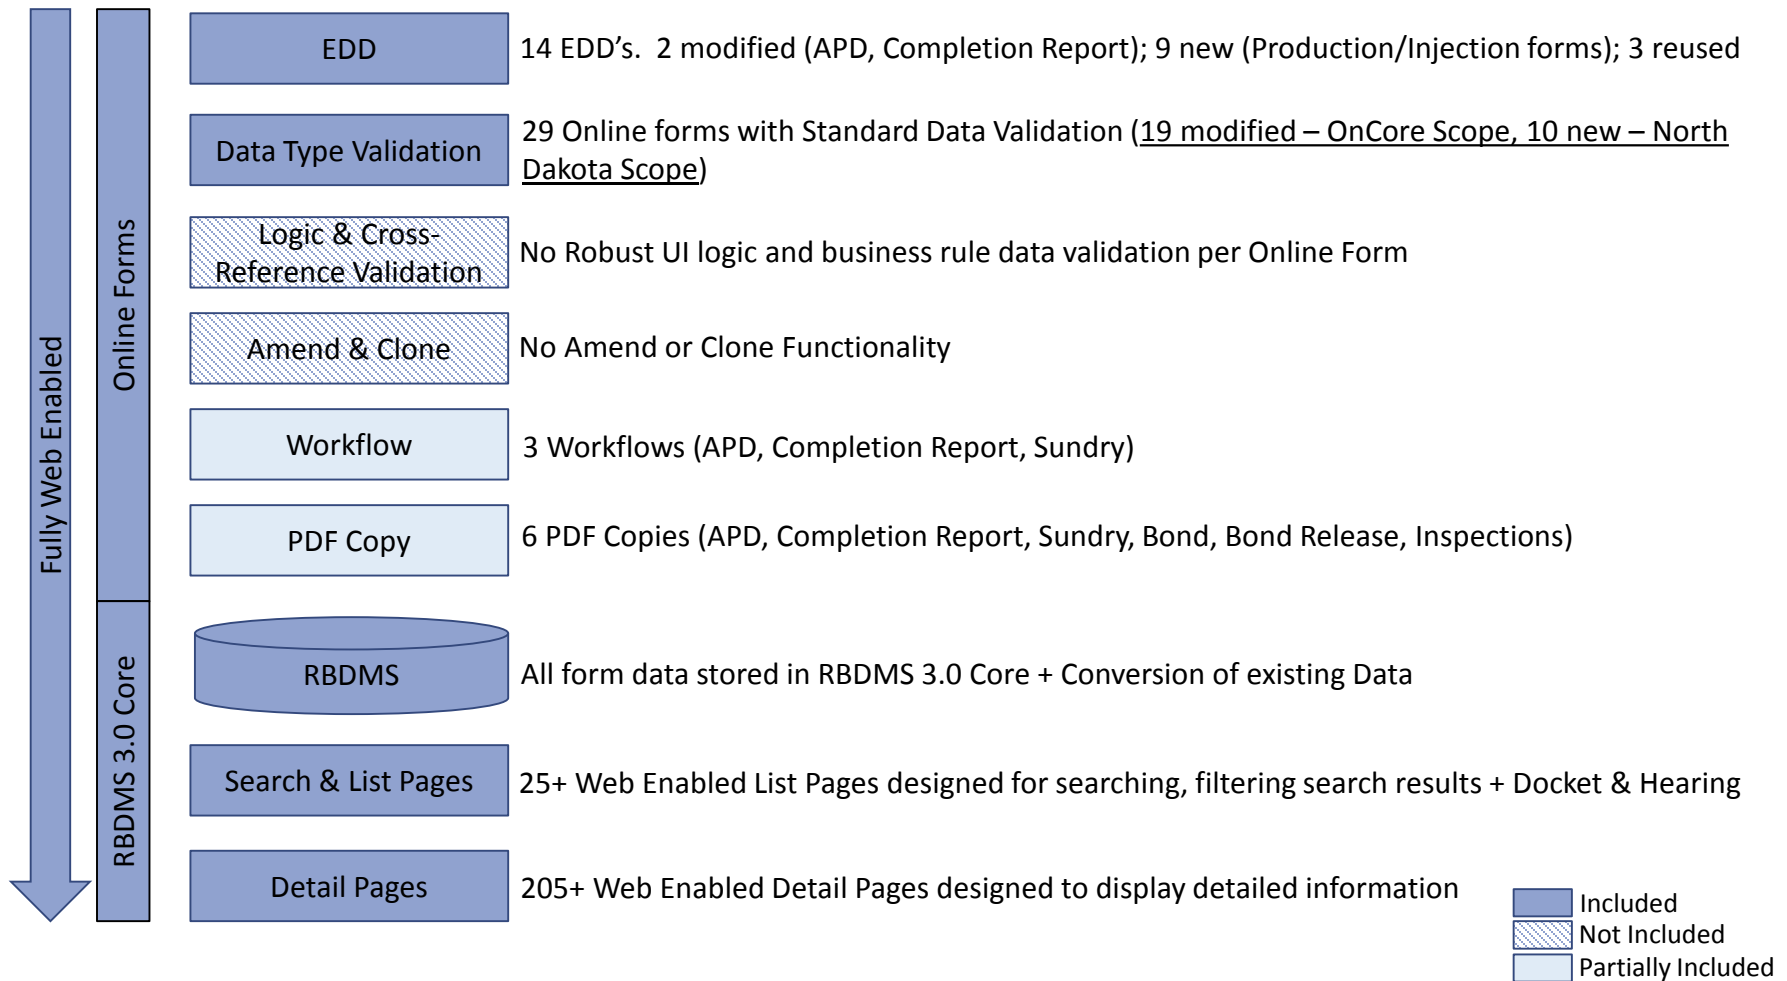 Fully Web Enabled
Online Forms
RBDMS 3.0 Core
EDD
14 EDD’s.  2 modified (APD, Completion Report); 9 new (Production/Injection forms); 3 reused
Data Type Validation
29 Online forms with Standard Data Validation (19 modified – OnCore Scope, 10 new – North
Dakota Scope)
Logic & Cross-
Reference Validation
No Robust UI logic and business rule data validation per Online Form
Amend & Clone
No Amend or Clone Functionality
Workflow
3 Workflows (APD, Completion Report, Sundry)
PDF Copy
6 PDF Copies (APD, Completion Report, Sundry, Bond, Bond Release, Inspections)
RBDMS
All form data stored in RBDMS 3.0 Core + Conversion of existing Data
Search & List Pages
25+ Web Enabled List Pages designed for searching, filtering search results + Docket & Hearing
Detail Pages
205+ Web Enabled Detail Pages designed to display detailed information
Included
Not Included
Partially Included